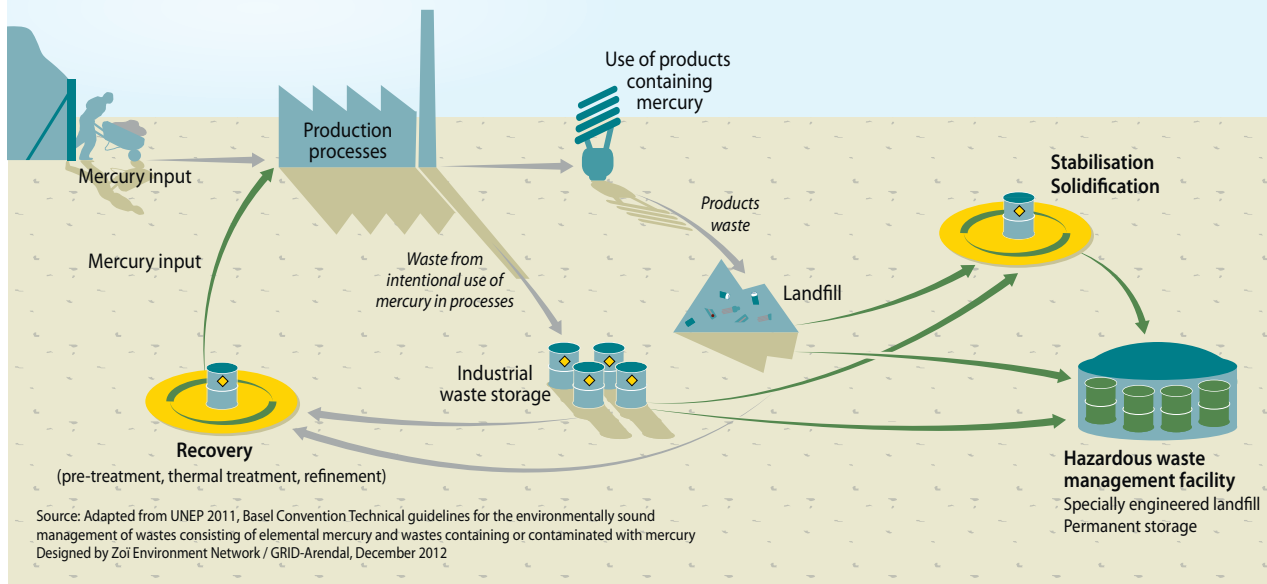 Use of products
containing
mercury
Production
processes
Mercury input
Stabilisation
Solidification
Products
waste
Mercury input
Waste from
intentional use of
mercury in processes
Landfill
Industrial
waste storage
Recovery
(pre-treatment, thermal treatment, refinement)
Hazardous waste
management facility
Specially engineered landfill
Permanent storage
Source: Adapted from UNEP 2011, Basel Convention Technical guidelines for the environmentally sound
management of wastes consisting of elemental mercury and wastes containing or contaminated with mercury
Designed by Zoï Environment Network / GRID-Arendal, December 2012